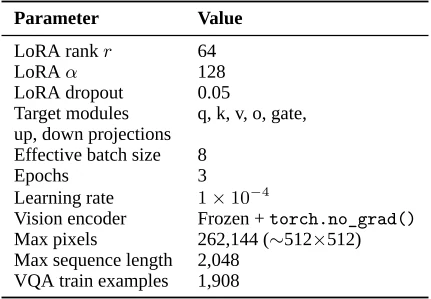 Parameter Value
LoRA rank r 64
LoRA α 128
LoRA dropout 0.05
Target modules q, k, v, o, gate,
up, down projections
Effective batch size 8
Epochs 3
Learning rate 1 × 10⁻⁴
Vision encoder Frozen + torch.no_grad()
Max pixels 262,144 (∼512×512)
Max sequence length 2,048
VQA train examples 1,908